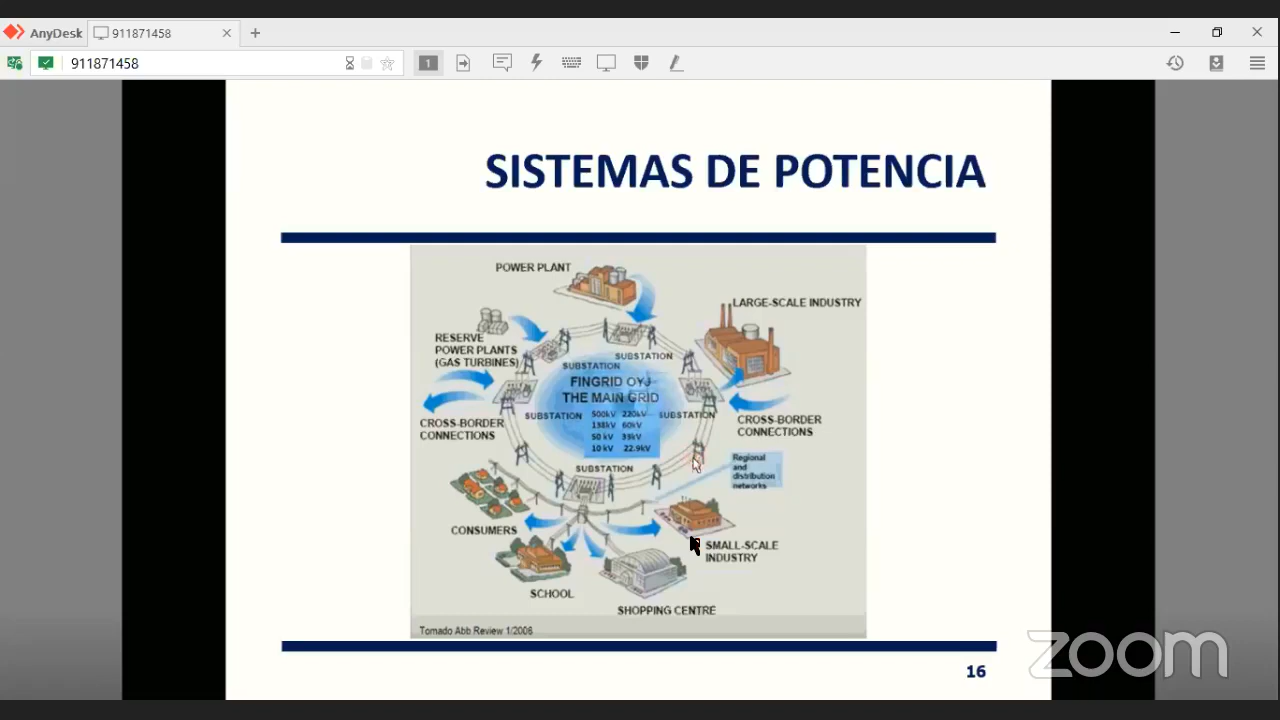 AnyDesk
911871458
911871458
1
SISTEMAS DE POTENCIA
POWER PLANT
LARGE-SCALE INDUSTRY
RESERVE
POWER PLANTS
(GAS TURBINES)
SUBSTATION
SUBSTATION
FINGRID OYJ
THE MAIN GRID
SUBSTATION
SUBSTATION
500kV 220kV
138kV 60kV
50 kV 33kV
10 kV 22.9kV
CROSS-BORDER
CONNECTIONS
CROSS-BORDER
CONNECTIONS
Regional
and
distribution
networks
SUBSTATION
CONSUMERS
SMALL-SCALE
INDUSTRY
SCHOOL
SHOPPING CENTRE
Tomado Abb Review 1/2006
16
zoom